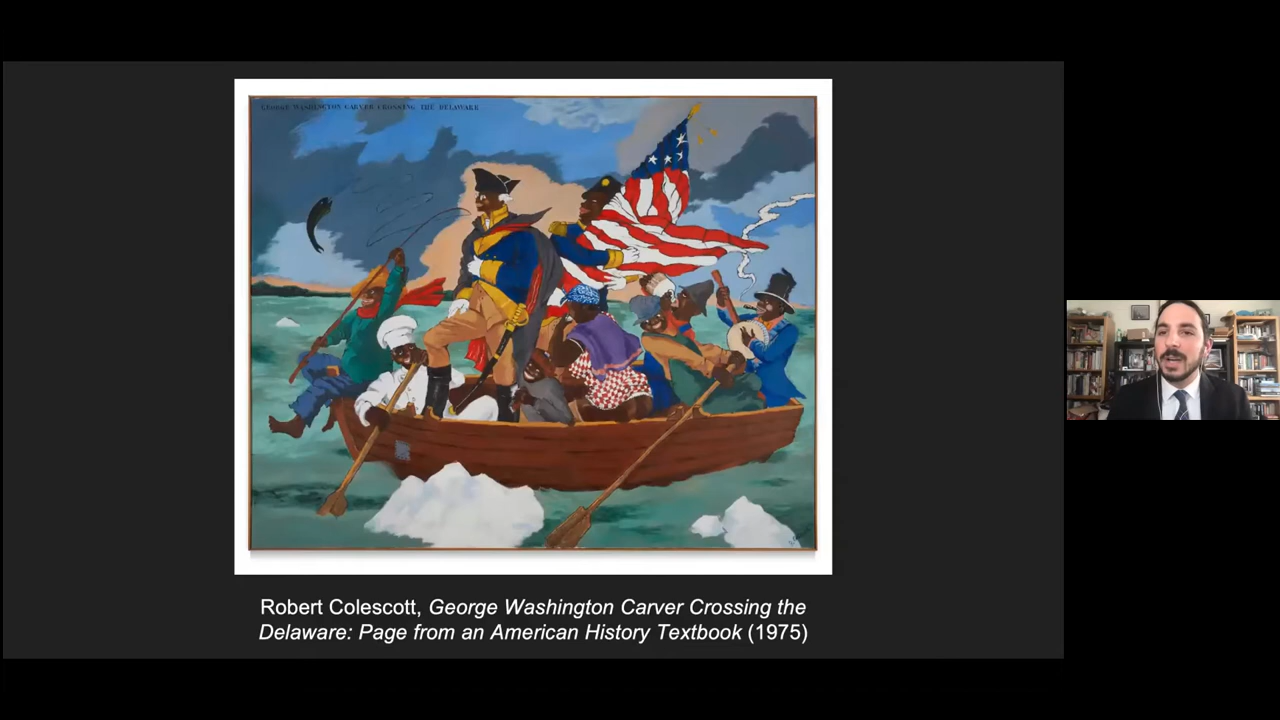 GEORGE WASHINGTON CARVER CROSSING THE DELAWARE
Robert Colescott, George Washington Carver Crossing the
Delaware: Page from an American History Textbook (1975)